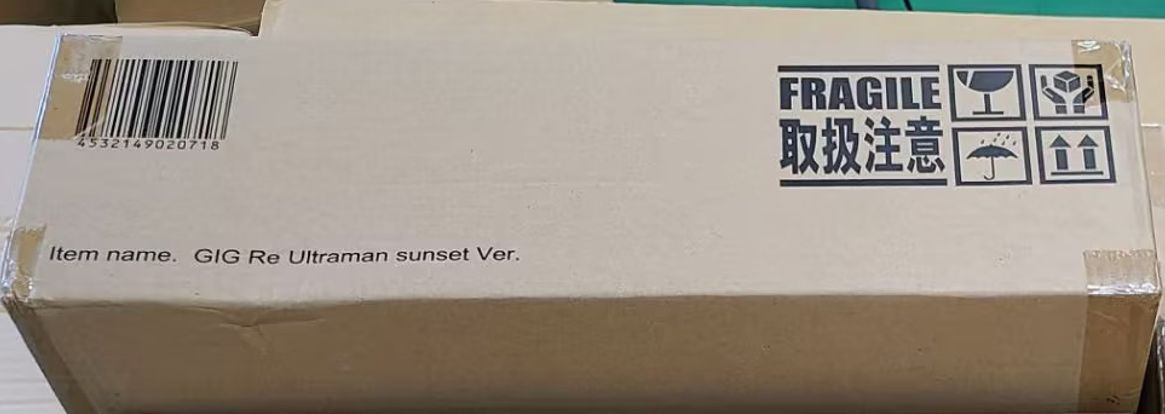 4532149020718
FRAGILE
取扱注意
Item name. GIG Re Ultraman sunset Ver.